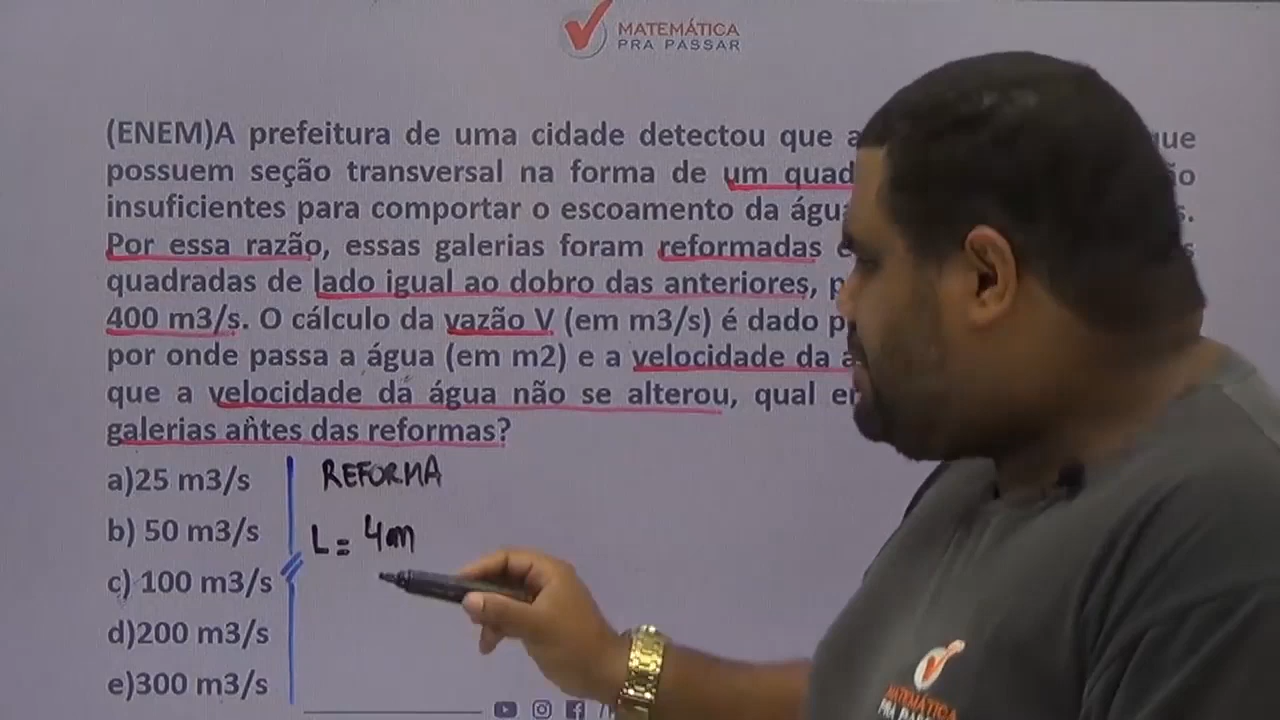 MATEMÁTICA
PRA PASSAR
(ENEM)A prefeitura de uma cidade detectou que a
possuem seção transversal na forma de um quad
insuficientes para comportar o escoamento da águ
Por essa razão, essas galerias foram reformadas
quadradas de lado igual ao dobro das anteriores,
400 m3/s. O cálculo da vazão V (em m3/s) é dado
por onde passa a água (em m2) e a velocidade da
que a velocidade da água não se alterou, qual
galerias antes das reformas?
a)25 m3/s
b) 50 m3/s
c) 100 m3/s
d)200 m3/s
e)300 m3/s
REFORMA
L = 4m
MATEMÁTICA
PRA PASSAR